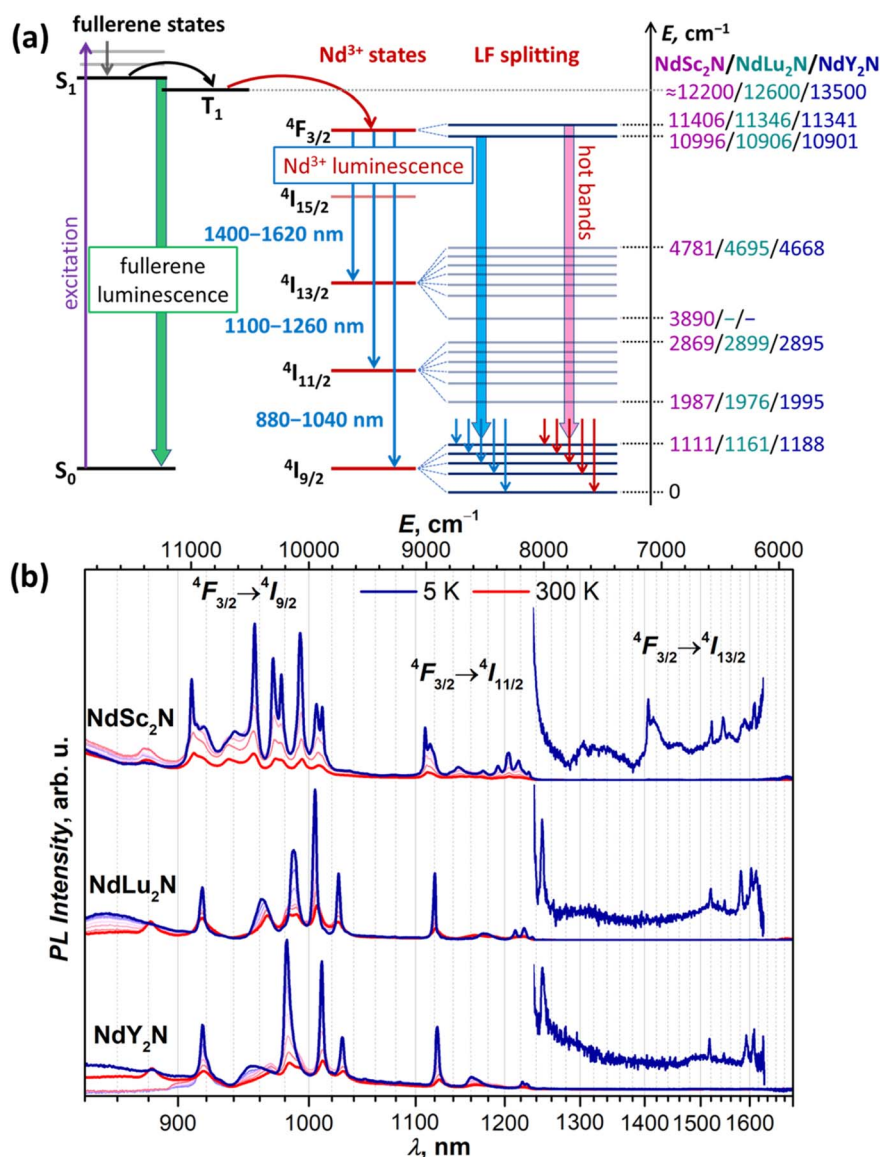 (a)
fullerene states
S₁
T₁
excitation
fullerene
luminescence
S₀
Nd³⁺ states
⁴F₃/₂
Nd³⁺ luminescence
⁴I₁₅/₂
1400–1620 nm
⁴I₁₃/₂
1100–1260 nm
⁴I₁₁/₂
880–1040 nm
⁴I₉/₂
LF splitting
hot bands
E, cm⁻¹
NdSc₂N/NdLu₂N/NdY₂N
≈12200/12600/13500
11406/11346/11341
10996/10906/10901
4781/4695/4668
3890/–/–
2869/2899/2895
1987/1976/1995
1111/1161/1188
0
(b)
E, cm⁻¹
11000 10000 9000 8000 7000 6000
⁴F₃/₂→⁴I₉/₂
5 K 300 K
⁴F₃/₂→⁴I₁₁/₂
⁴F₃/₂→⁴I₁₃/₂
NdSc₂N
NdLu₂N
NdY₂N
PL Intensity, arb. u.
900 1000 1100 1200 1300 1400 1500 1600
λ, nm